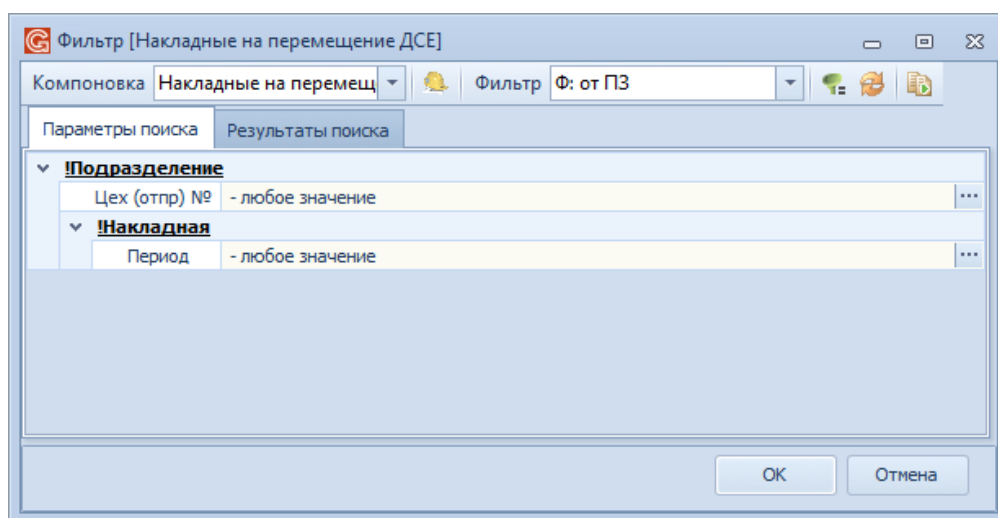 Фильтр [Накладные на перемещение ДСЕ]
Компоновка Накладные на перемещ Фильтр Ф: от ПЗ
Параметры поиска Результаты поиска
!Подразделение
Цех (отпр) № - любое значение ...
!Накладная
Период - любое значение ...
ОК Отмена